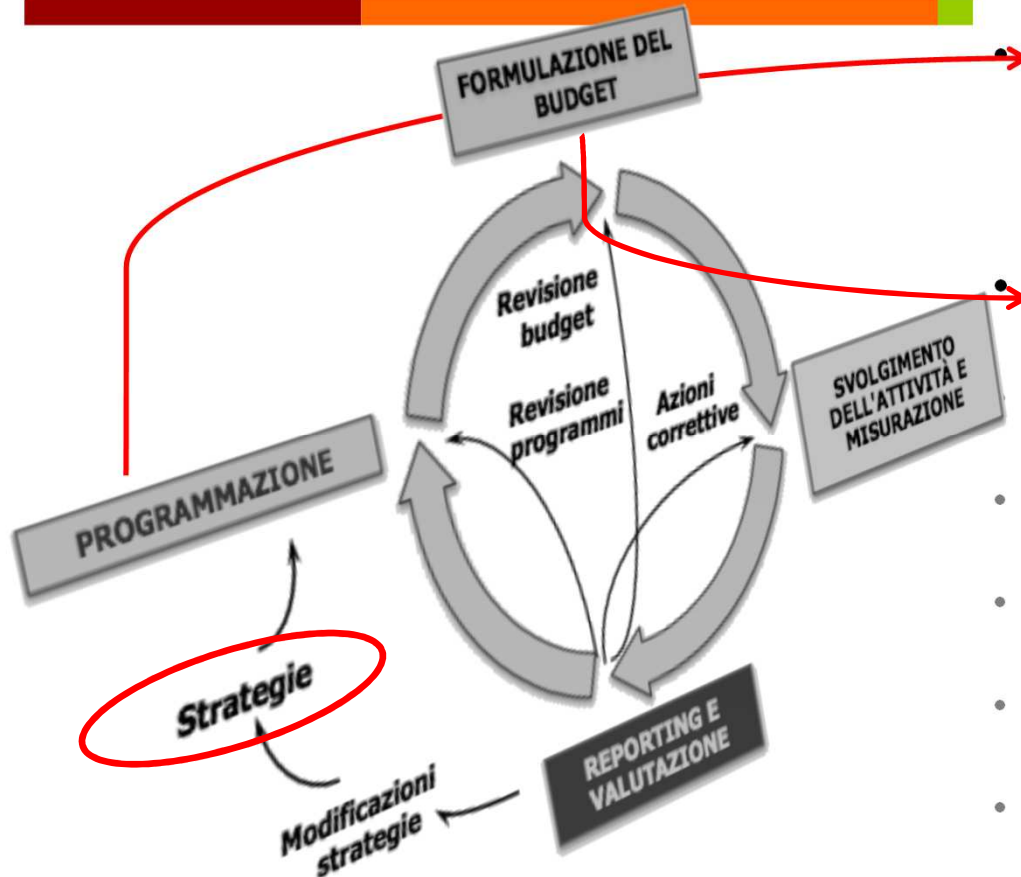 FORMULAZIONE DEL
BUDGET
Revisione
budget
Revisione
programmi
Azioni
correttive
SVOLGIMENTO
DELL'ATTIVITÀ E
MISURAZIONE
PROGRAMMAZIONE
Strategie
REPORTING E
VALUTAZIONE
Modificazioni
strategie